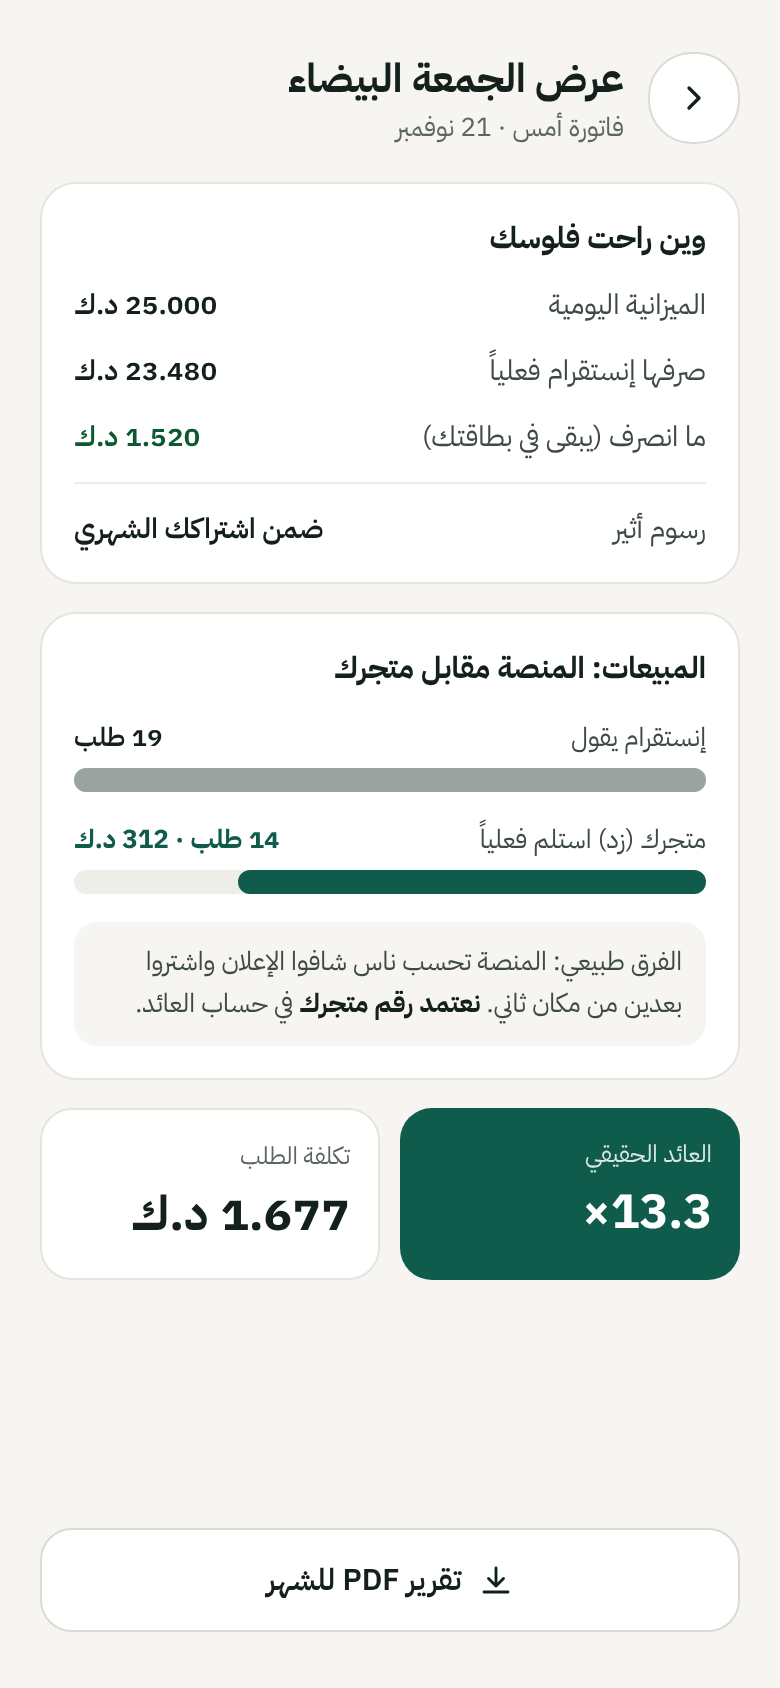 عرض الجمعة البيضاء
فاتورة أمس · 21 نوفمبر
وين راحت فلوسك
الميزانية اليومية 25.000 د.ك
صرفها إنستقرام فعلياً 23.480 د.ك
ما انصرف (يبقى في بطاقتك) 1.520 د.ك
رسوم أثير ضمن اشتراكك الشهري
المبيعات: المنصة مقابل متجرك
إنستقرام يقول 19 طلب
متجرك (زد) استلم فعلياً 14 طلب · 312 د.ك
الفرق طبيعي: المنصة تحسب ناس شافوا الإعلان واشتروا
بعدين من مكان ثاني. نعتمد رقم متجرك في حساب العائد.
العائد الحقيقي
13.3×
تكلفة الطلب
1.677 د.ك
تقرير PDF للشهر